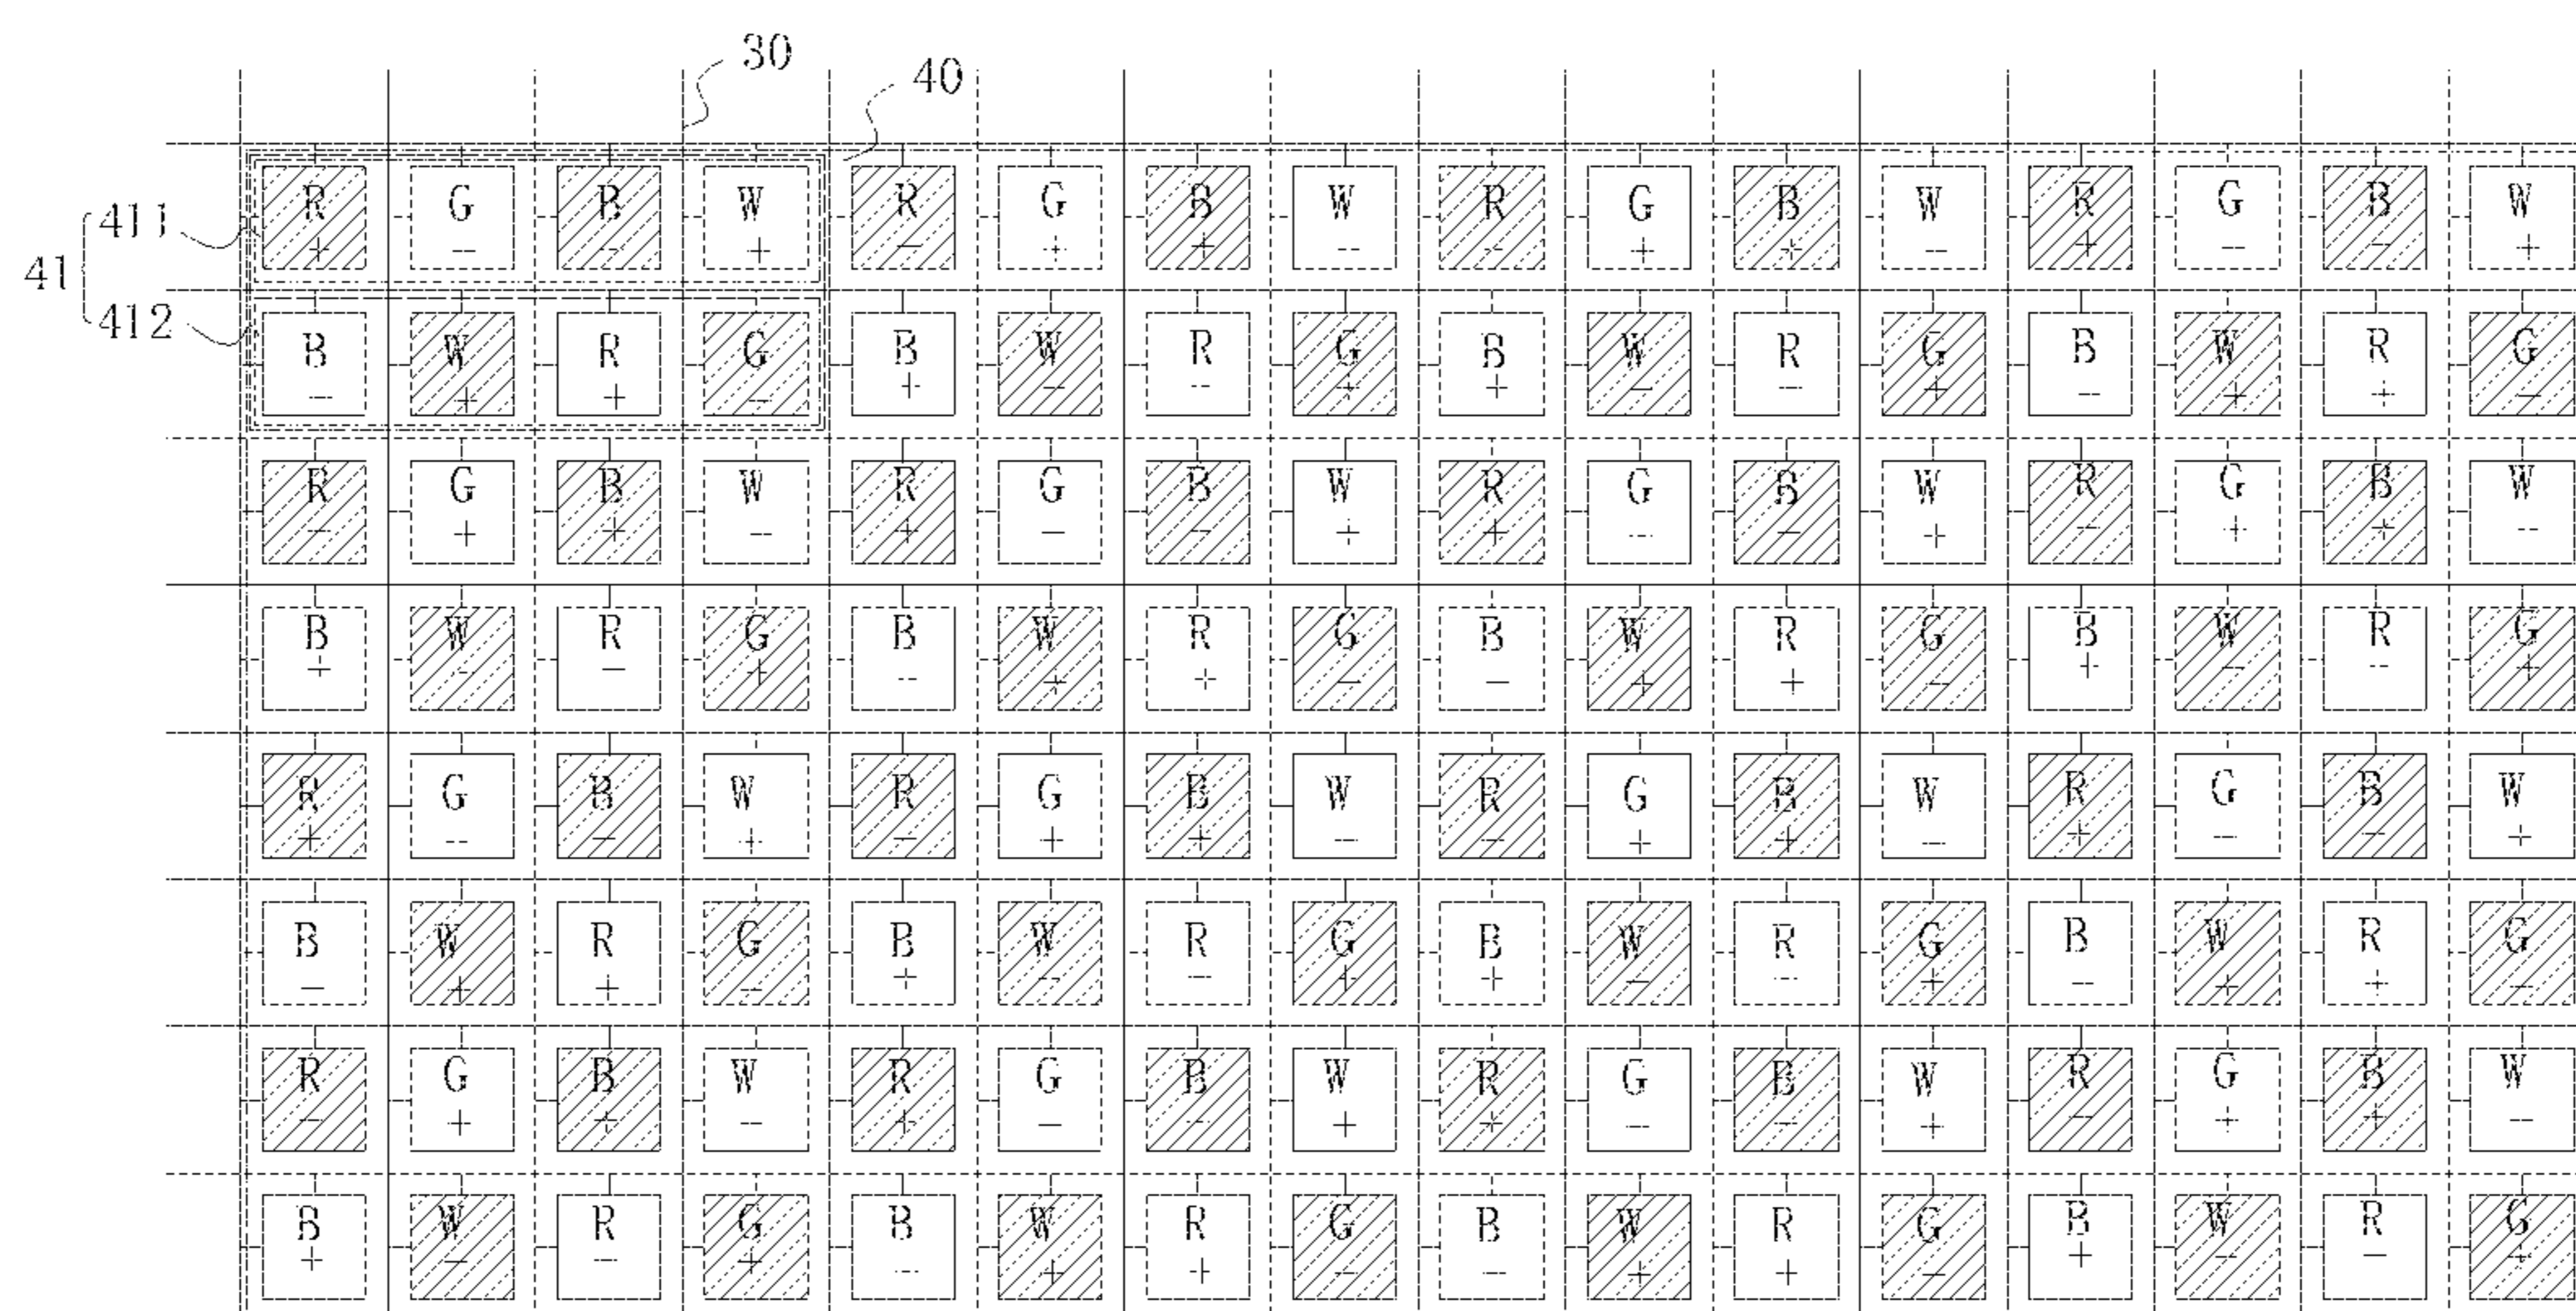 30
40
R G B W R G B W R G B W R G B W
+ - - + - + + - - + + - + - - +
411
41
412
B W R G B W R G B W R G B W R G
- + + - + - - + + - - + - + + -
R G B W R G B W R G B W R G B W
- + + - + - - + + - - + - + + -
B W R G B W R G B W R G B W R G
+ - - + - + + - - + + - + - - +
R G B W R G B W R G B W R G B W
+ - - + - + + - - + + - + - - +
B W R G B W R G B W R G B W R G
- + + - + - - + + - - + - + + -
R G B W R G B W R G B W R G B W
- + + - + - - + + - - + - + + -
B W R G B W R G B W R G B W R G
+ - - + - + + - - + + - + - - +